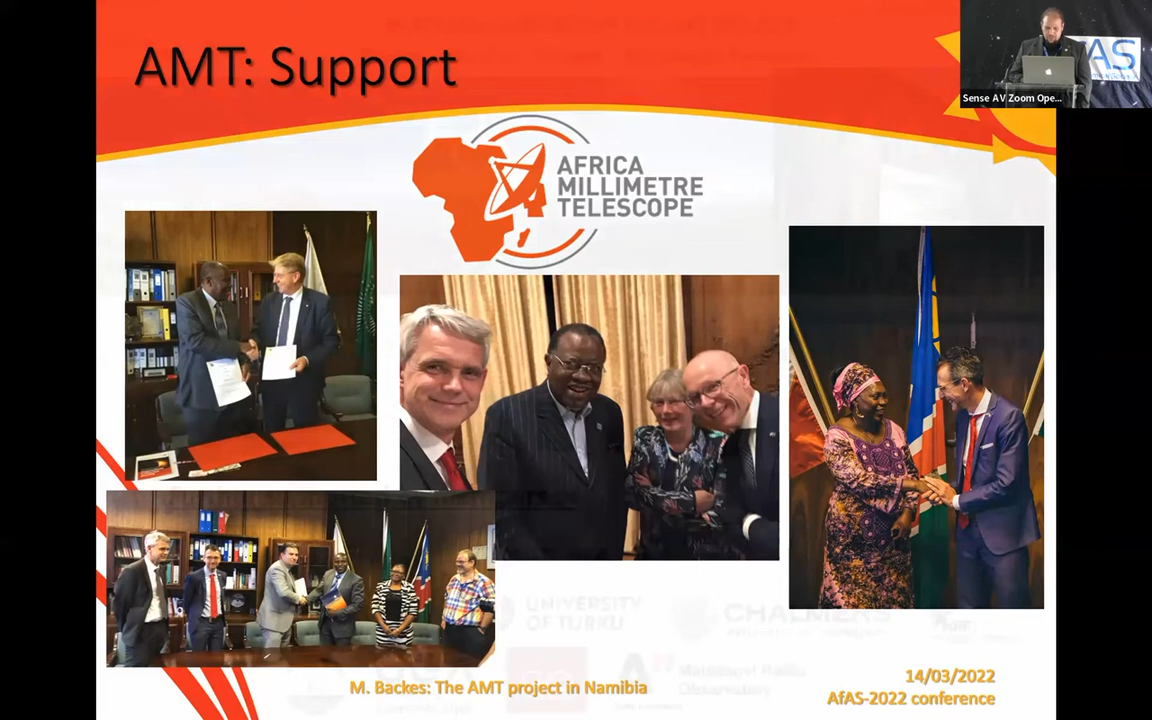 AMT: Support
AS
Sense AV Zoom Ope...
AFRICA
MILLIMETRE
TELESCOPE
UNIVERSITY
OF TURKU
CHALMERS
M. Backes: The AMT project in Namibia
14/03/2022
AfAS-2022 conference